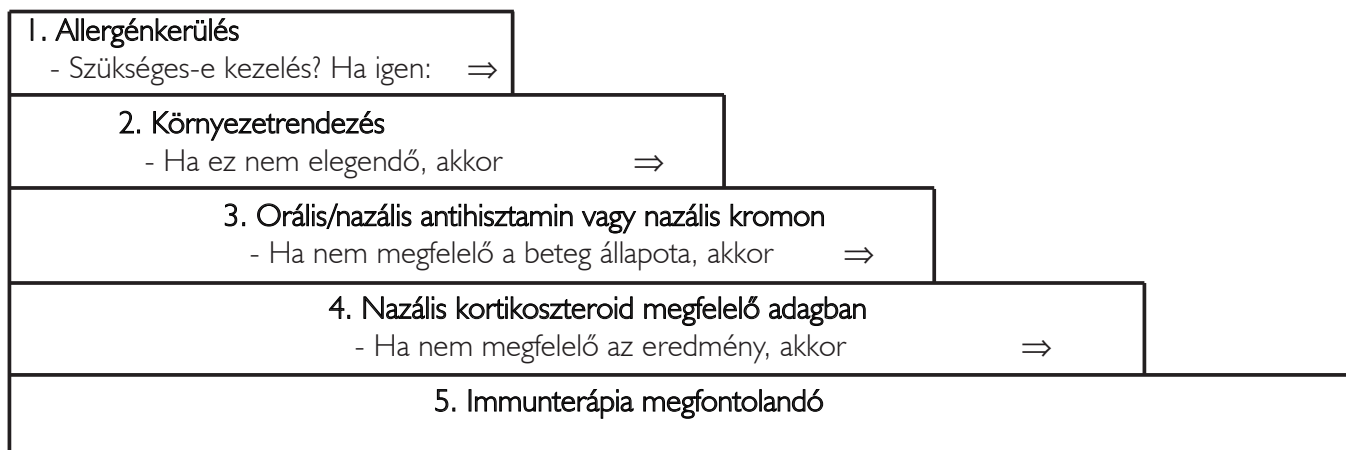 1. Allergénkerülés
- Szükséges-e kezelés? Ha igen: ⇒
2. Környezetrendezés
- Ha ez nem elegendő, akkor ⇒
3. Orális/nazális antihisztamin vagy nazális kromon
- Ha nem megfelelő a beteg állapota, akkor ⇒
4. Nazális kortikoszteroid megfelelő adagban
- Ha nem megfelelő az eredmény, akkor ⇒
5. Immunterápia megfontolandó